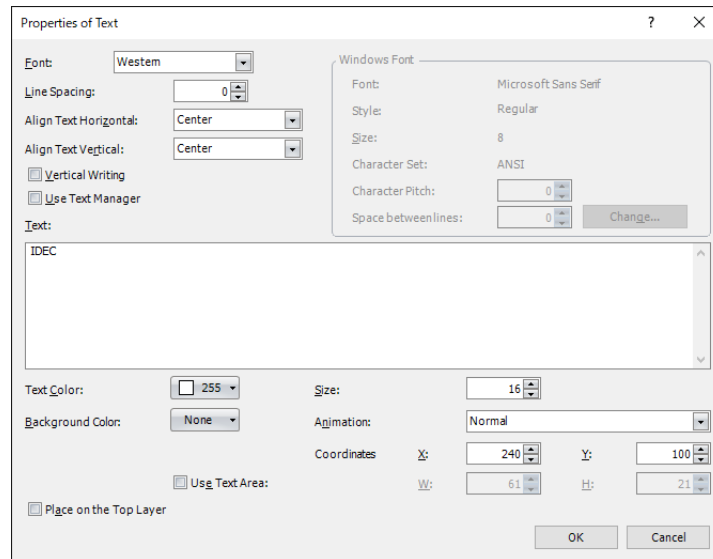 Properties of Text ?
Font: Western
Line Spacing: 0
Align Text Horizontal: Center
Align Text Vertical: Center
Vertical Writing
Use Text Manager
Windows Font
Font: Microsoft Sans Serif
Style: Regular
Size: 8
Character Set: ANSI
Character Pitch: 0
Space between lines: 0 Change...
Text:
IDEC
Text Color: 255 Size: 16
Background Color: None Animation: Normal
Coordinates X: 240 Y: 100
Use Text Area: W: 61 H: 21
Place on the Top Layer
OK Cancel